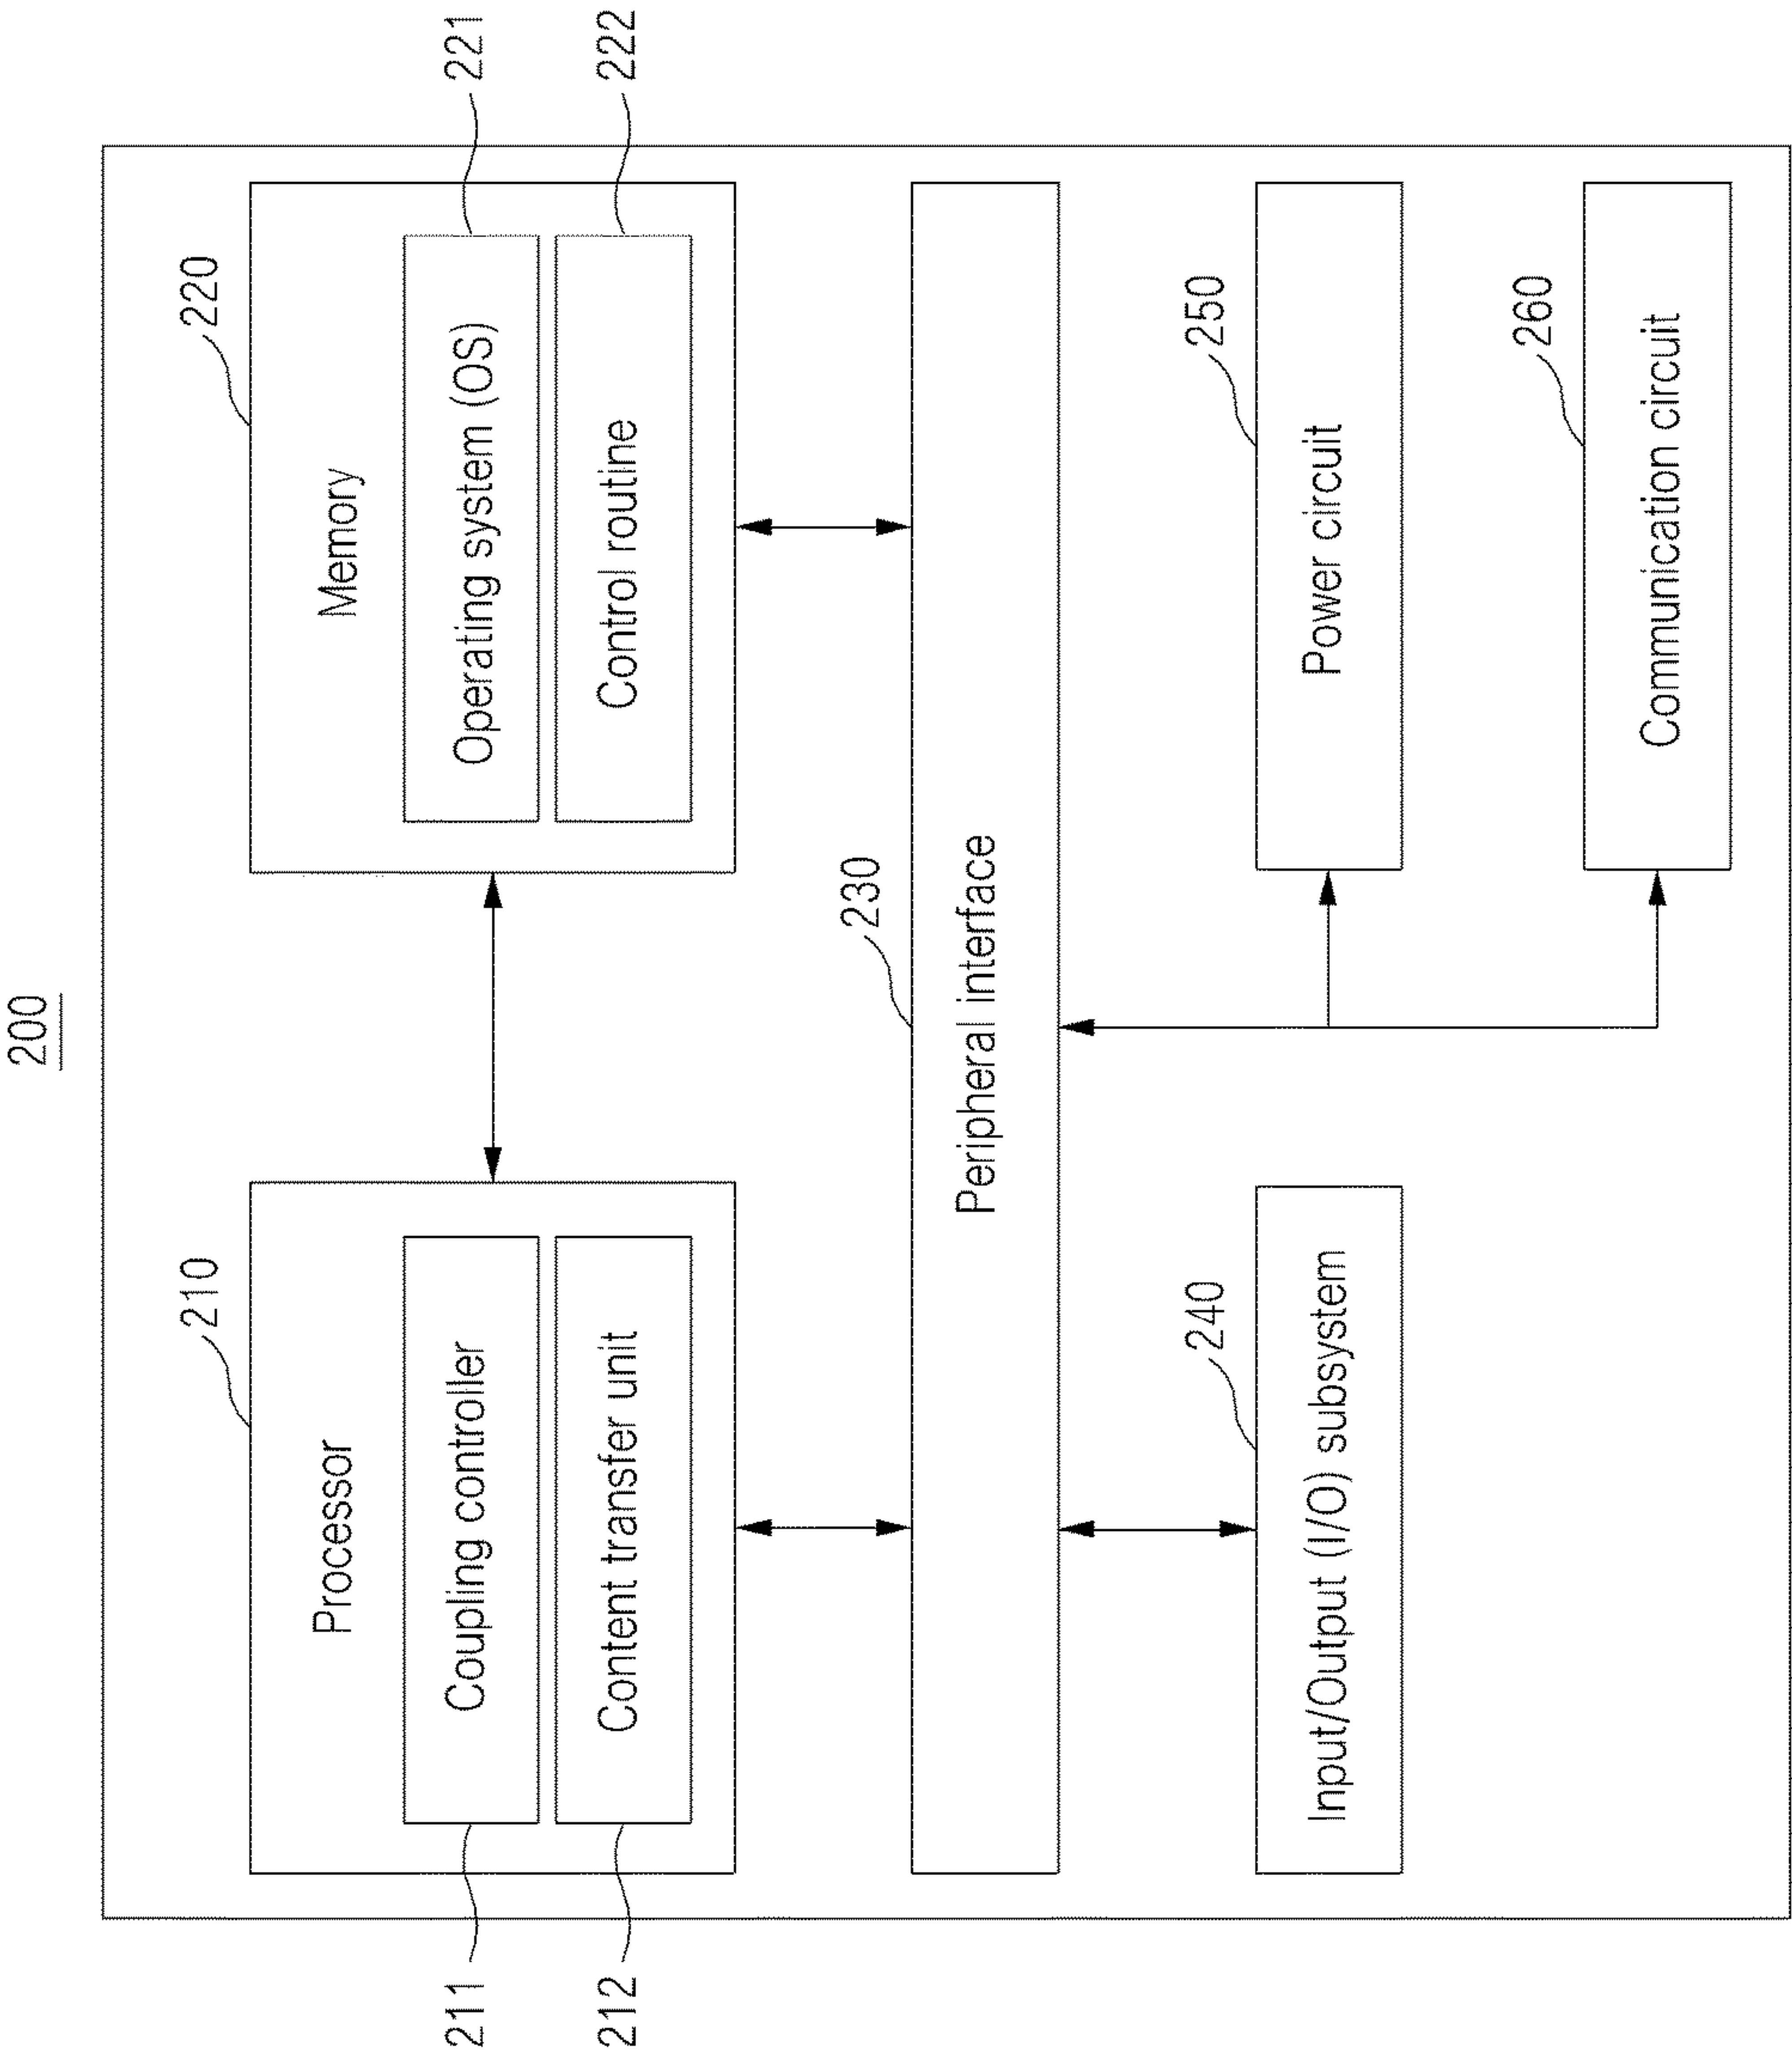 200
210
220
Processor
Memory
211
Coupling controller
Operating system (OS)
221
212
Content transfer unit
Control routine
222
230
Peripheral interface
240
250
Input/Output (I/O) subsystem
Power circuit
260
Communication circuit